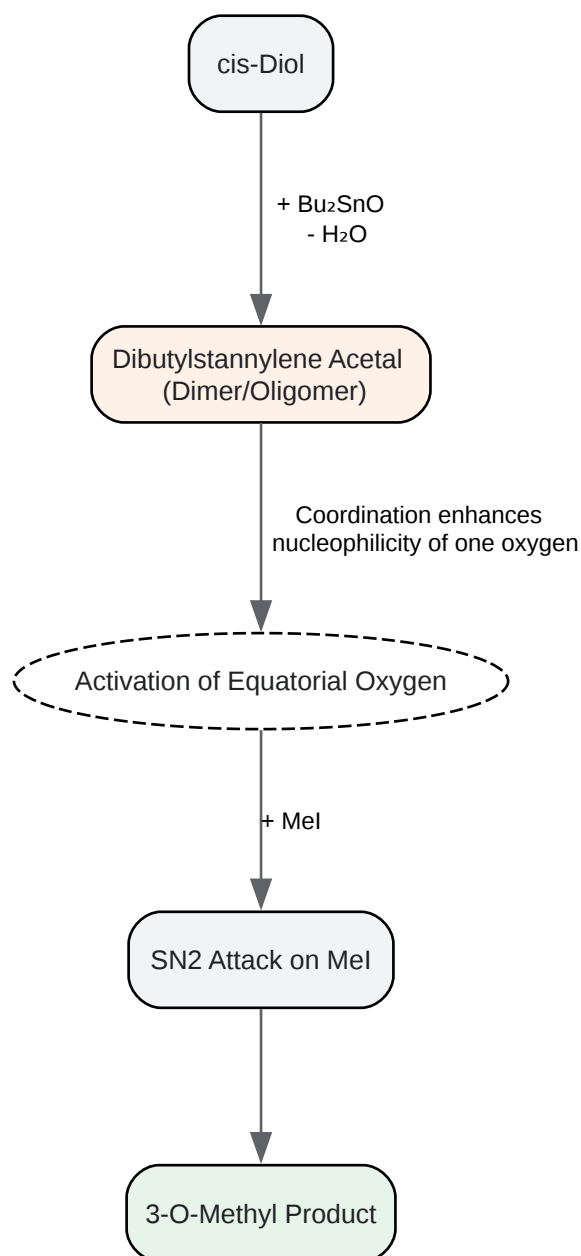 cis-Diol
+ Bu₂SnO
- H₂O
Dibutylstannylene Acetal
(Dimer/Oligomer)
Coordination enhances
nucleophilicity of one oxygen
Activation of Equatorial Oxygen
+ MeI
SN2 Attack on MeI
3-O-Methyl Product